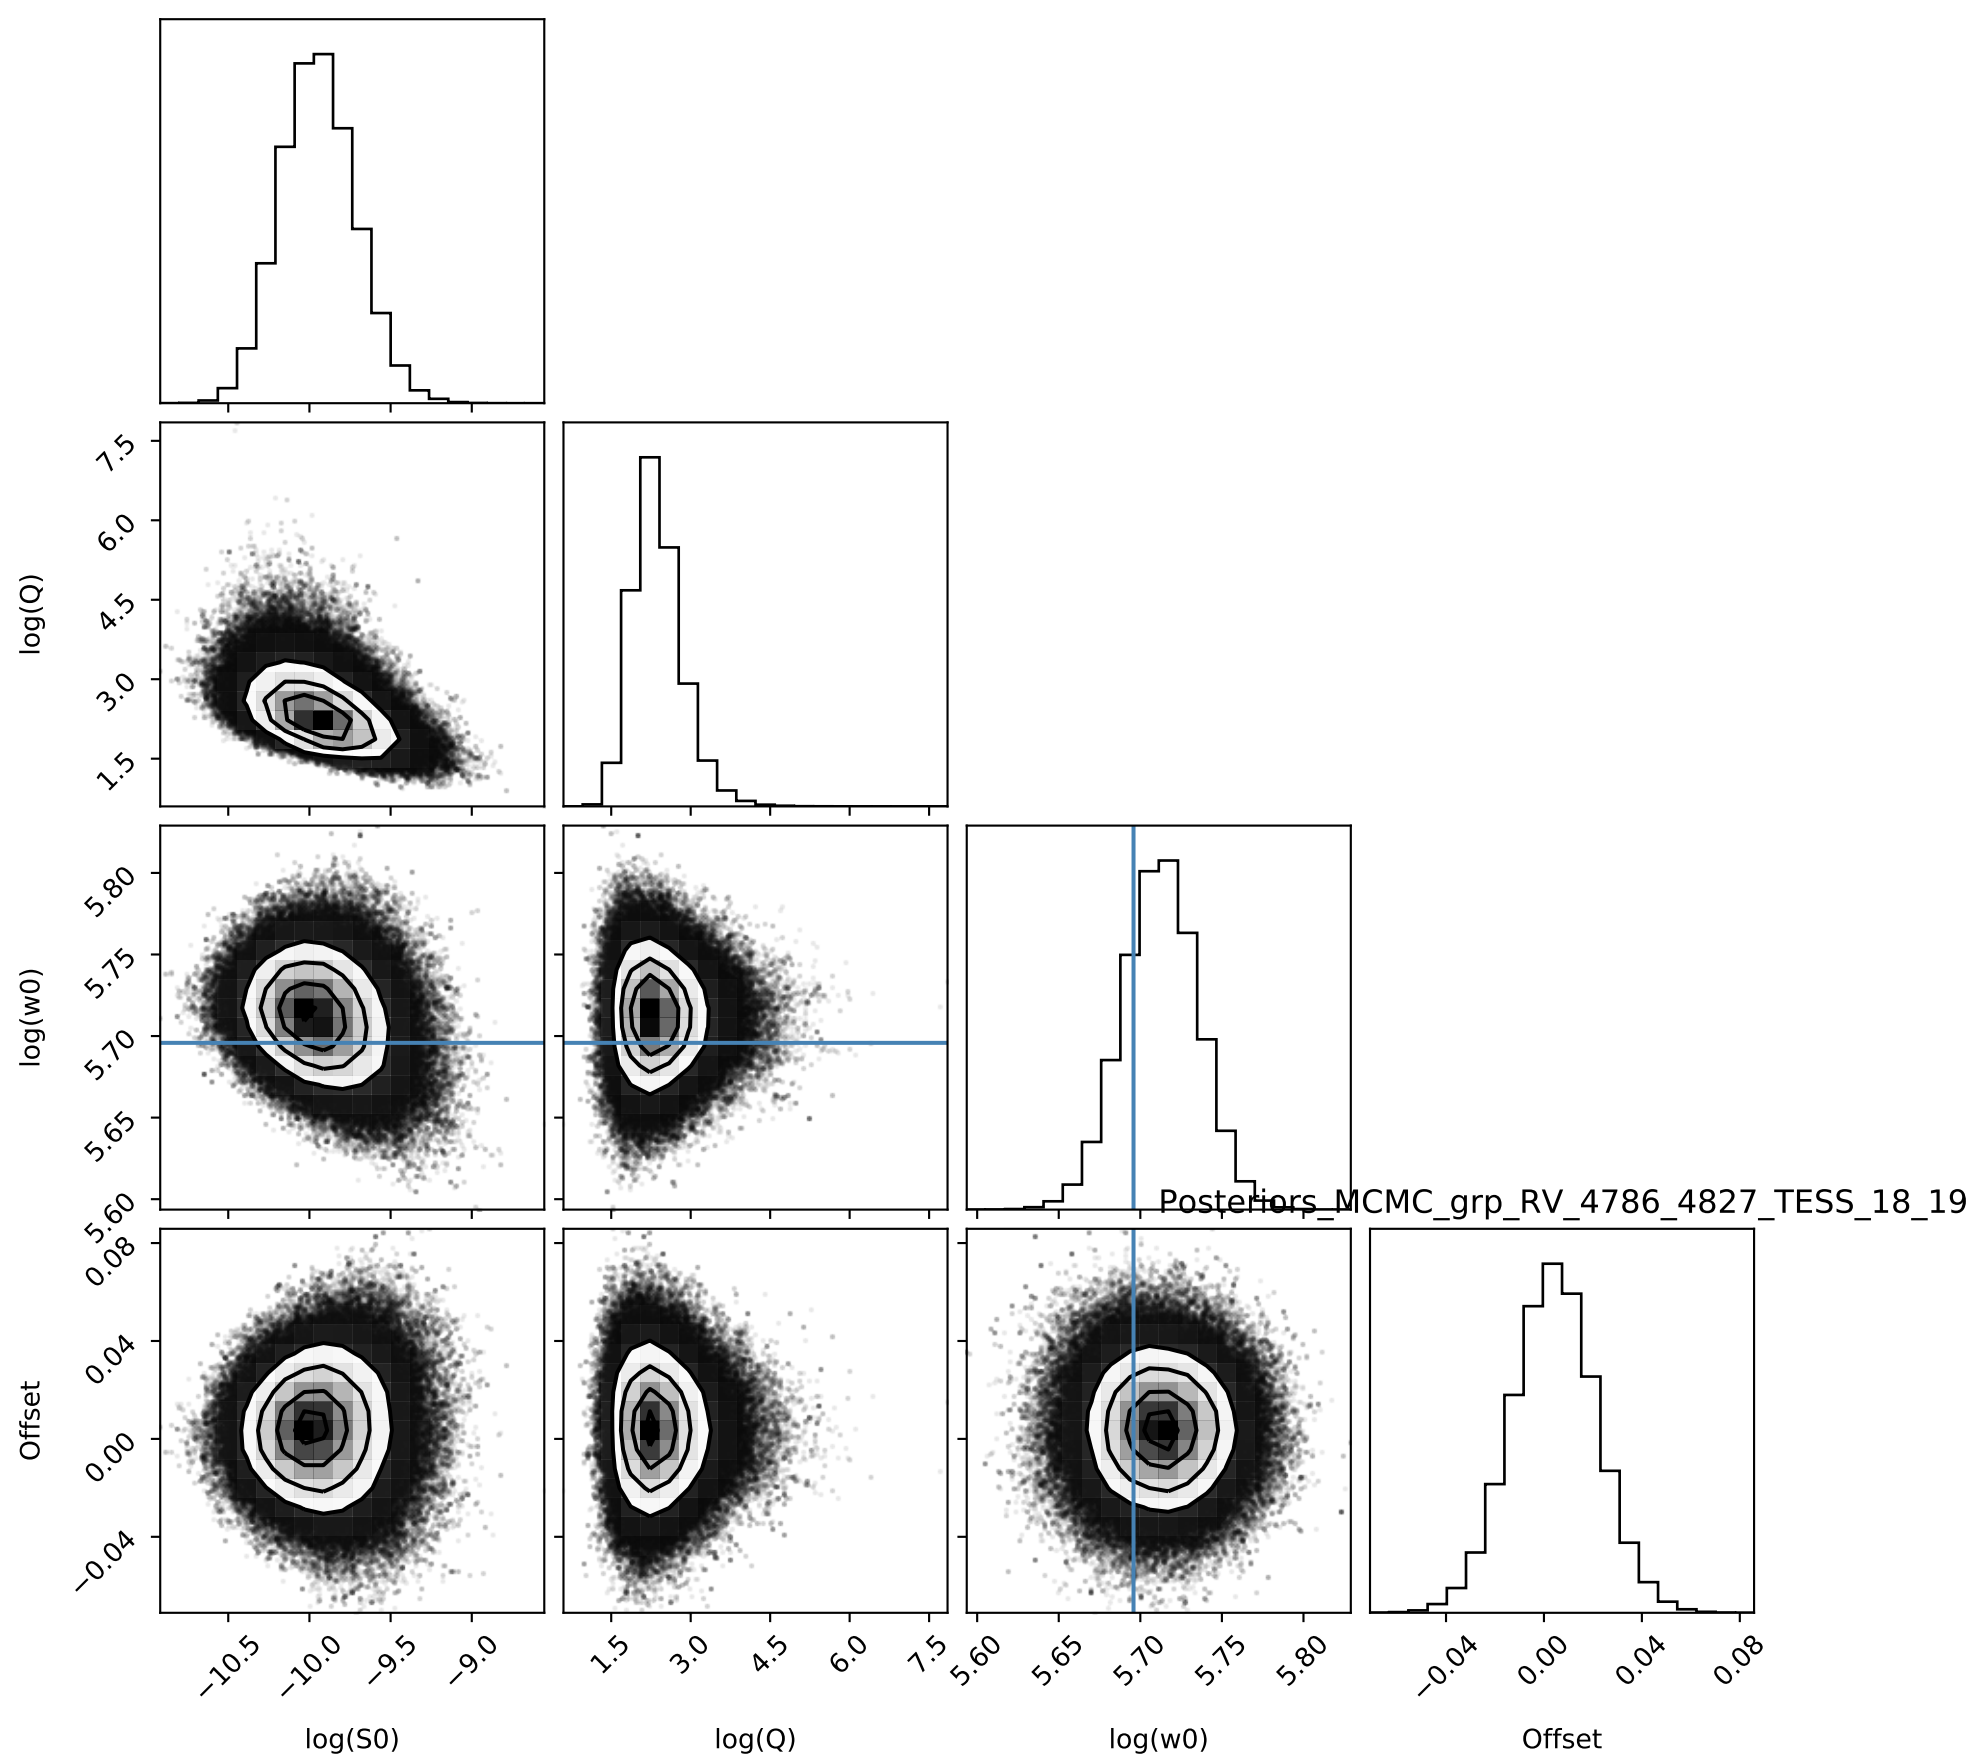 7.5
6.0
4.5
3.0
1.5
log(Q)
5.80
5.75
5.70
5.65
5.60
log(w0)
Posteriors_MCMC_grp_RV_4786_4827_TESS_18_19
0.08
0.04
0.00
−0.04
Offset
−10.5 −10.0 −9.5 −9.0
1.5 3.0 4.5 6.0 7.5
5.60 5.65 5.70 5.75 5.80
−0.04 0.00 0.04 0.08
log(S0) log(Q) log(w0) Offset